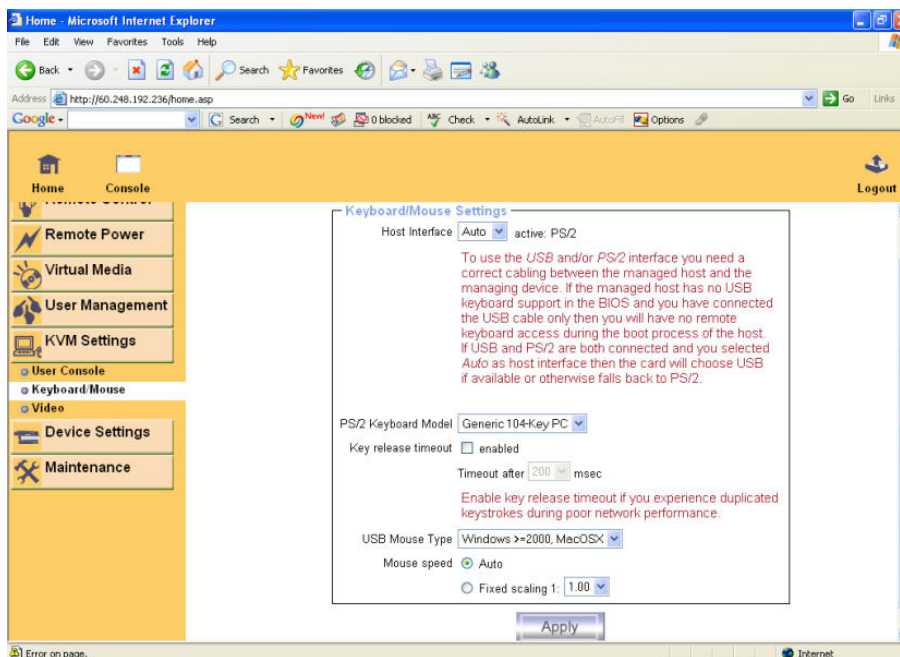 Home - Microsoft Internet Explorer
File Edit View Favorites Tools Help
Back Search Favorites
Address http://60.248.192.236/home.asp Go Links
Google Search New! 0 blocked ABC Check AutoLink AutoFill Options
Home Console Logout
Remote Control
Remote Power
Virtual Media
User Management
KVM Settings
User Console
Keyboard/Mouse
Video
Device Settings
Maintenance
Keyboard/Mouse Settings
Host Interface Auto active: PS/2
To use the USB and/or PS/2 interface you need a
correct cabling between the managed host and the
managing device. If the managed host has no USB
keyboard support in the BIOS and you have connected
the USB cable only then you will have no remote
keyboard access during the boot process of the host.
If USB and PS/2 are both connected and you selected
Auto as host interface then the card will choose USB
if available or otherwise falls back to PS/2.
PS/2 Keyboard Model Generic 104-Key PC
Key release timeout enabled
Timeout after 200 msec
Enable key release timeout if you experience duplicated
keystrokes during poor network performance.
USB Mouse Type Windows >=2000, MacOSX
Mouse speed Auto
Fixed scaling 1: 1.00
Apply
Error on page. Internet